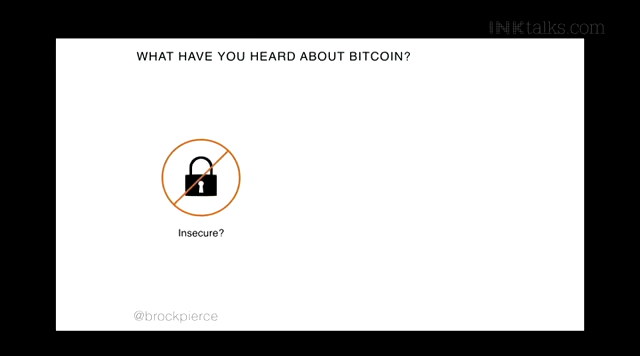 INKtalks.com
WHAT HAVE YOU HEARD ABOUT BITCOIN?
Insecure?
@brockpierce